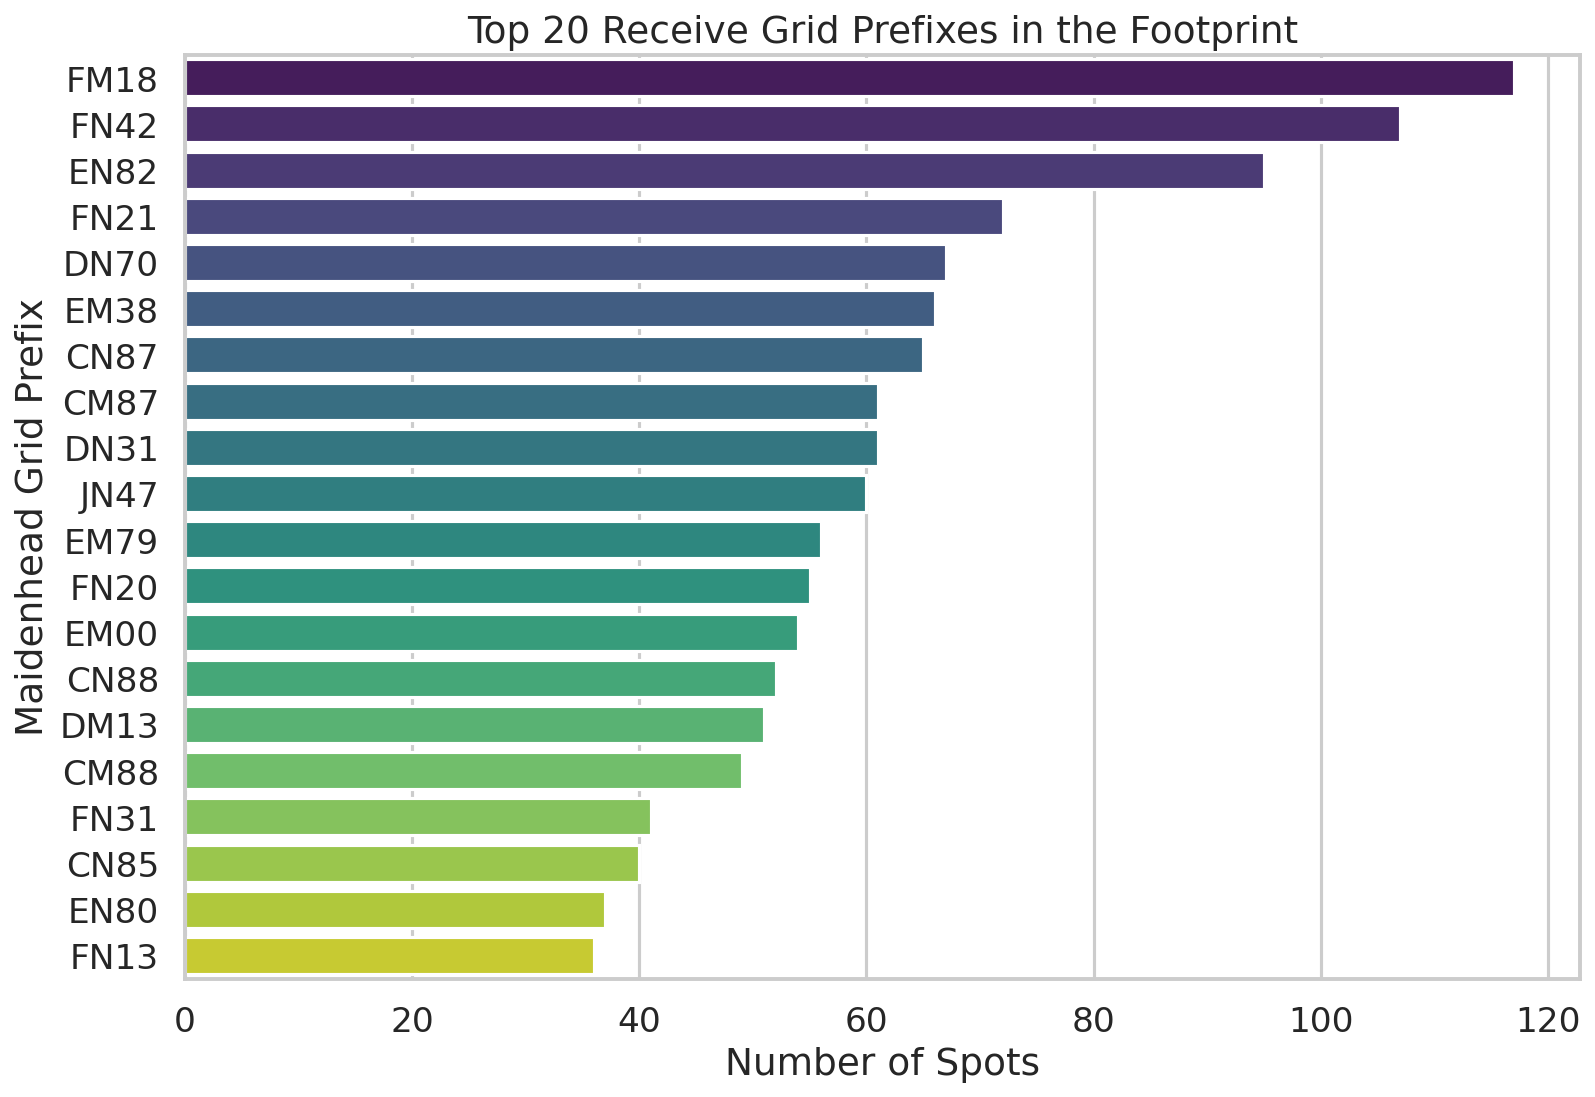 Top 20 Receive Grid Prefixes in the Footprint
Maidenhead Grid Prefix
FM18
FN42
EN82
FN21
DN70
EM38
CN87
CM87
DN31
JN47
EM79
FN20
EM00
CN88
DM13
CM88
FN31
CN85
EN80
FN13
0 20 40 60 80 100 120
Number of Spots